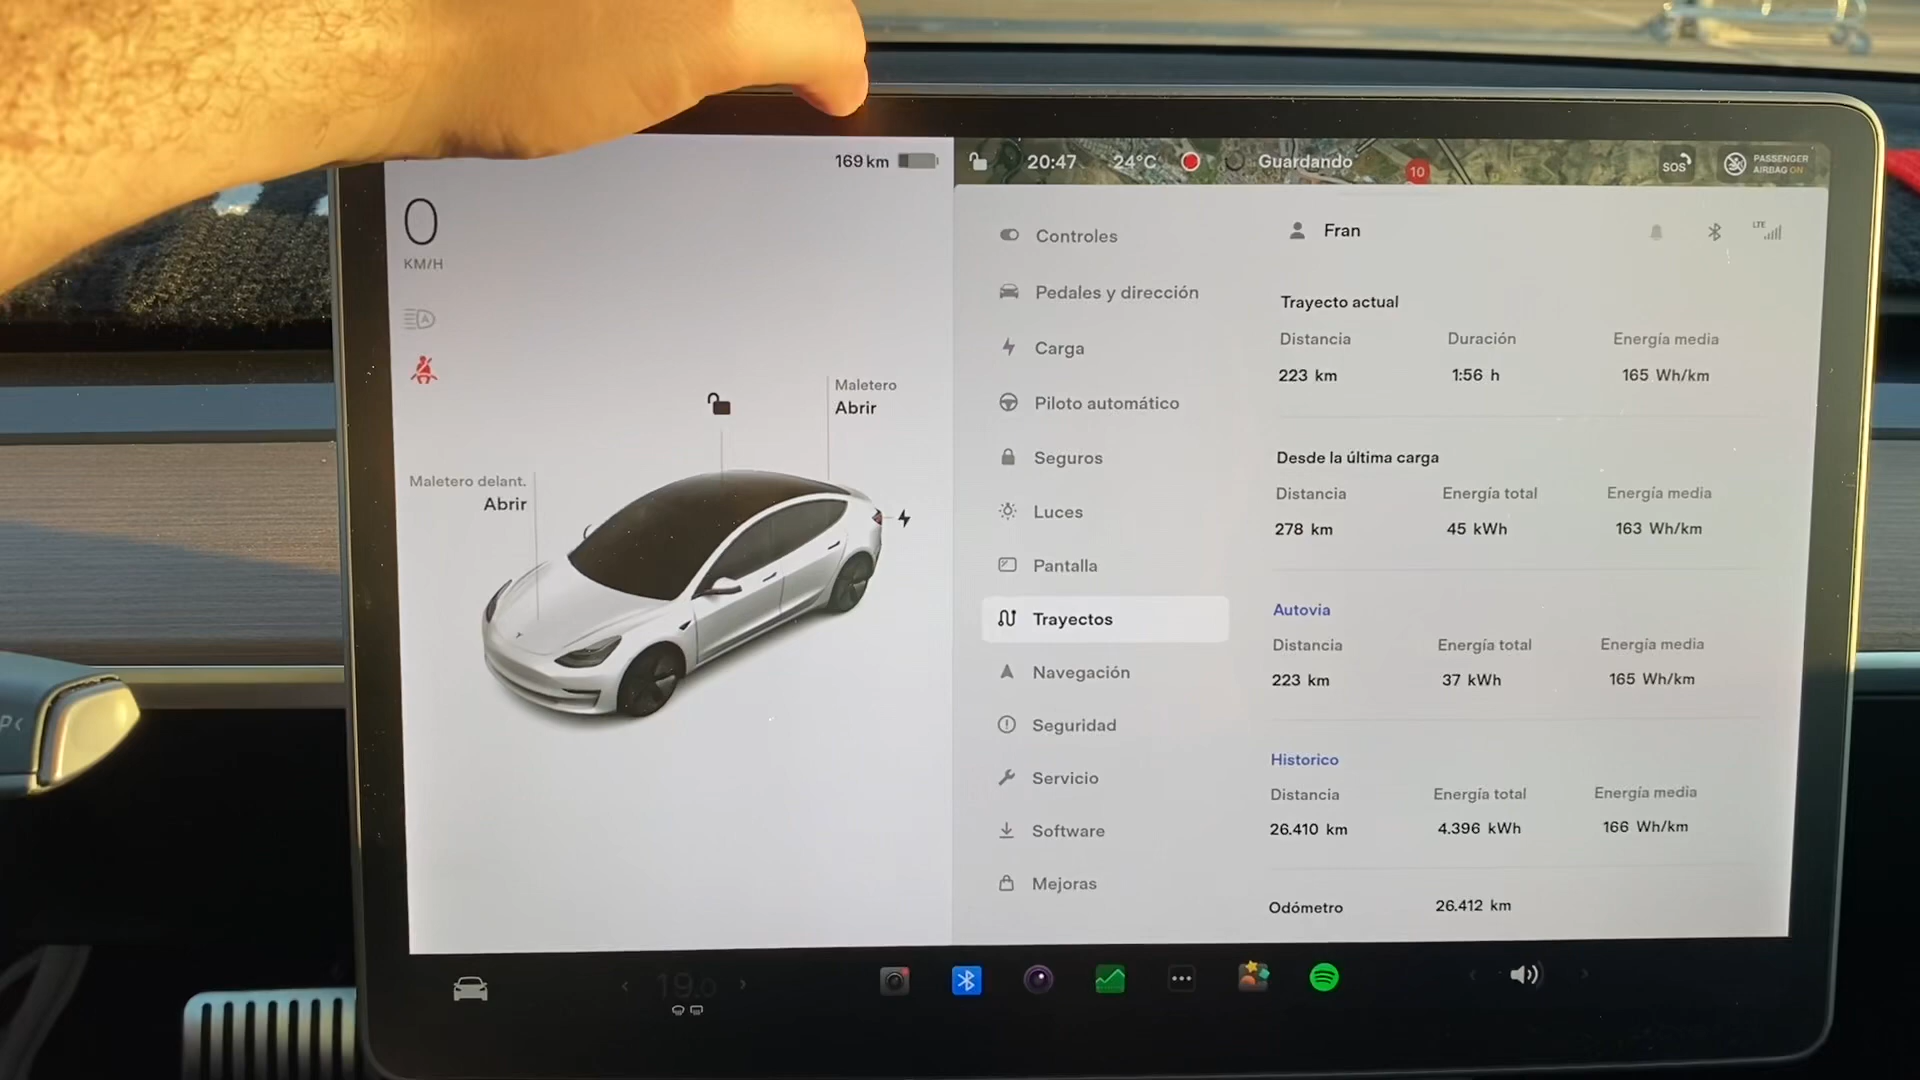 169 km
20:47 24°C Guardando 10 SOS PASSENGER AIRBAG ON
0
KM/H
Maletero
Abrir
Maletero delant.
Abrir
Controles
Pedales y dirección
Carga
Piloto automático
Seguros
Luces
Pantalla
Trayectos
Navegación
Seguridad
Servicio
Software
Mejoras
Fran LTE
Trayecto actual
Distancia Duración Energía media
223 km 1:56 h 165 Wh/km
Desde la última carga
Distancia Energía total Energía media
278 km 45 kWh 163 Wh/km
Autovia
Distancia Energía total Energía media
223 km 37 kWh 165 Wh/km
Historico
Distancia Energía total Energía media
26.410 km 4.396 kWh 166 Wh/km
Odómetro 26.412 km
P